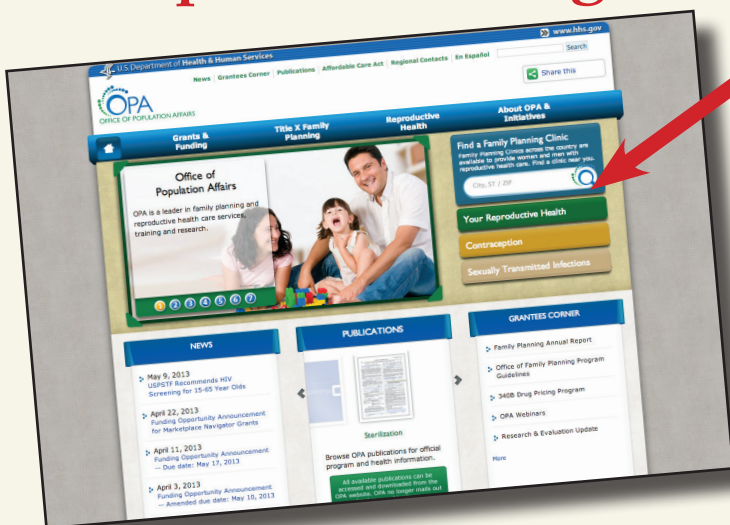 www.hhs.gov
U.S. Department of Health & Human Services
News Grantees Corner Publications Affordable Care Act Regional Contacts En Español
Search
Share this
OPA
OFFICE OF POPULATION AFFAIRS
Grants &
Funding
Title X Family
Planning
Reproductive
Health
About OPA &
Initiatives
Office of
Population Affairs
OPA is a leader in family planning and
reproductive health care services,
training and research.
1 2 3 4 5 6 7
Find a Family Planning Clinic
Family Planning Clinics across the country are
available to provide women and men with
reproductive health care. Find a clinic near you.
City, ST / ZIP
Your Reproductive Health
Contraception
Sexually Transmitted Infections
NEWS
May 9, 2013
USPSTF Recommends HIV
Screening for 15-65 Year Olds
April 22, 2013
Funding Opportunity Announcement
for Marketplace Navigator Grants
April 11, 2013
Funding Opportunity Announcement
-- Due date: May 17, 2013
April 3, 2013
Funding Opportunity Announcement
-- Amended due date: May 10, 2013
PUBLICATIONS
Sterilization
Browse OPA publications for official
program and health information.
All available publications can be
accessed and downloaded from the
OPA website. OPA no longer mails out
GRANTEES CORNER
Family Planning Annual Report
Office of Family Planning Program
Guidelines
340B Drug Pricing Program
OPA Webinars
Research & Evaluation Update
More